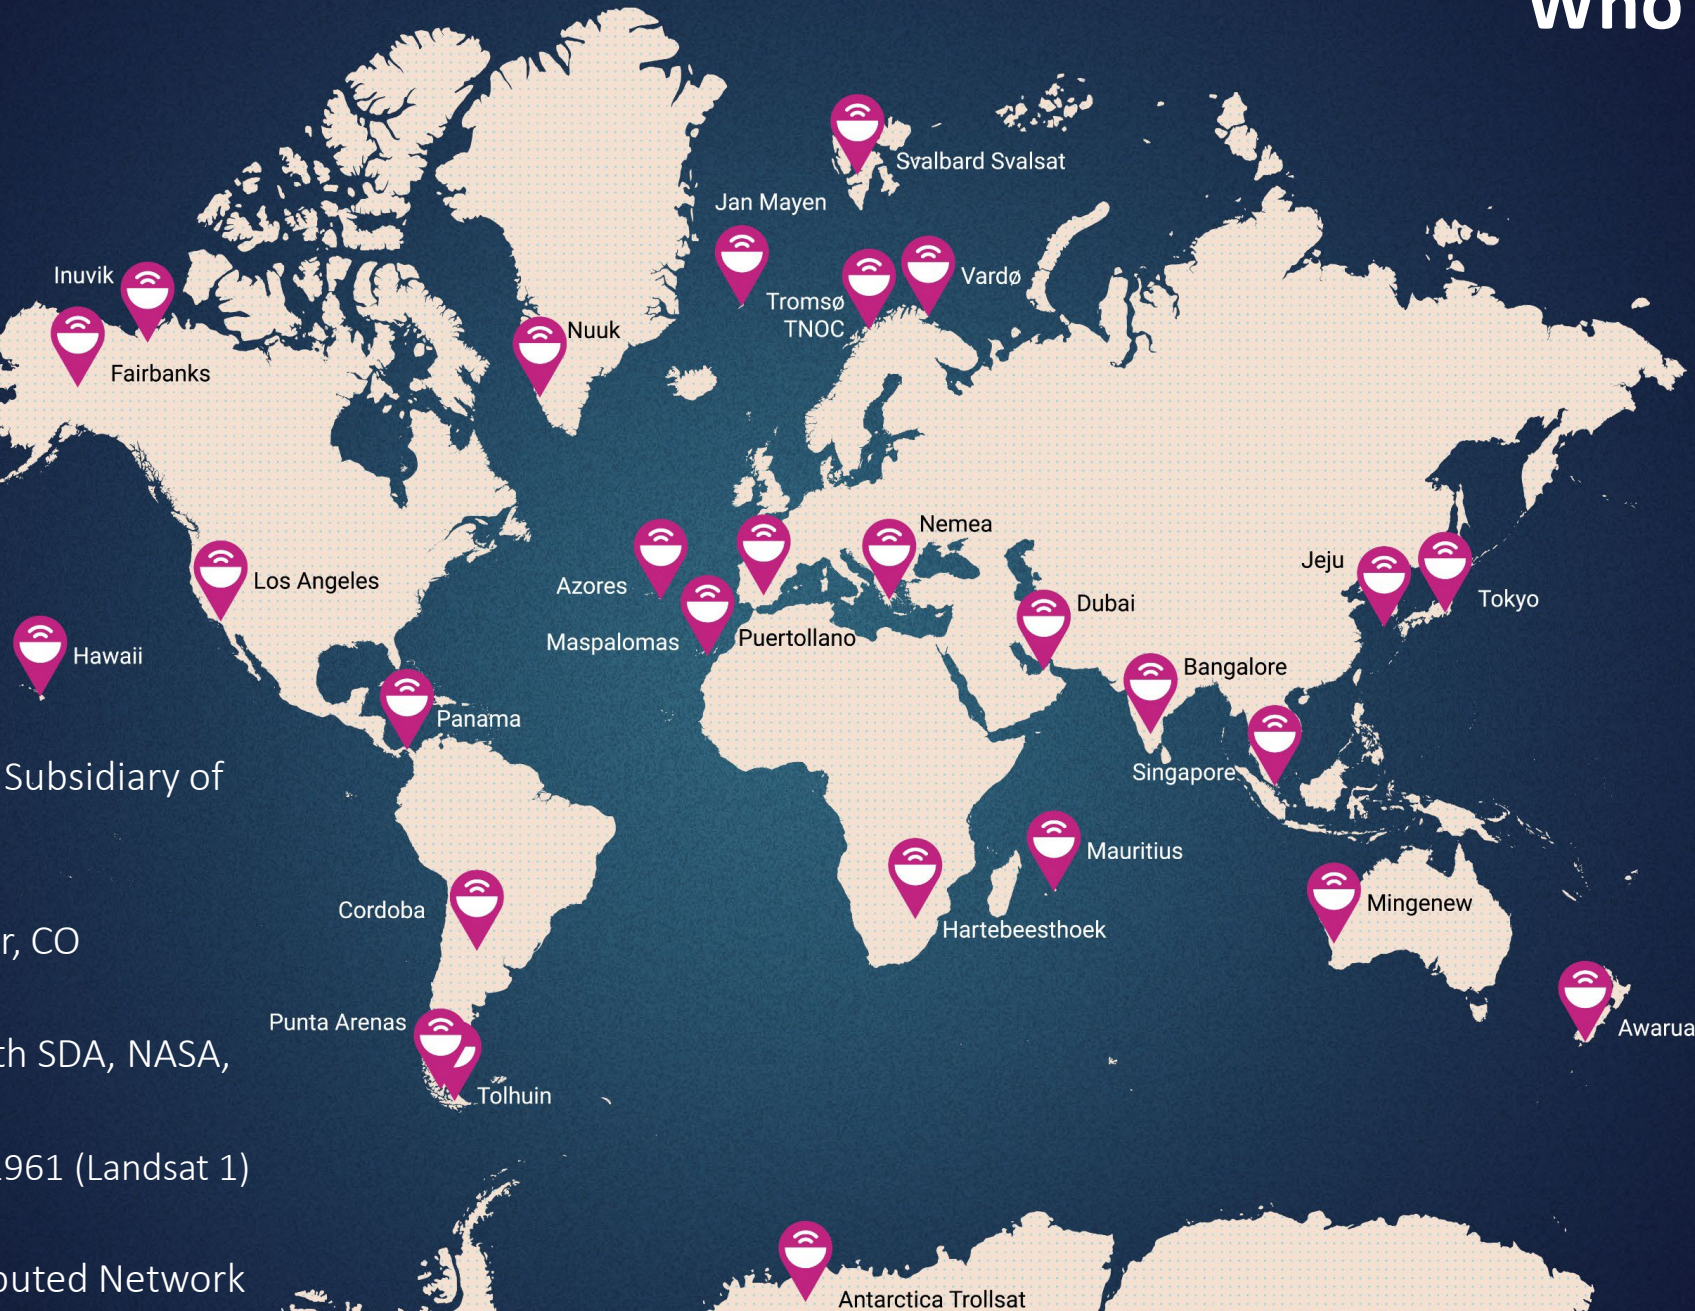 Who
Svalbard Svalsat
Jan Mayen
Inuvik
Vardø
Tromsø
TNOC
Nuuk
Fairbanks
Nemea
Jeju
Los Angeles
Azores
Tokyo
Dubai
Maspalomas
Puertollano
Hawaii
Bangalore
Panama
Singapore
Subsidiary of
Mauritius
Cordoba
Mingenew
Hartebeesthoek
r, CO
Punta Arenas
Awarua
th SDA, NASA,
Tolhuin
1961 (Landsat 1)
buted Network
Antarctica Trollsat